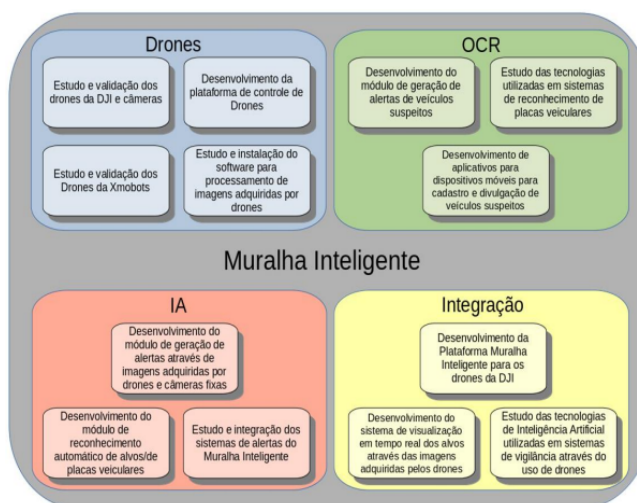 Drones
Estudo e validação dos
drones da DJI e câmeras
Desenvolvimento da
plataforma de controle de
Drones
Estudo e validação dos
Drones da Xmobots
Estudo e instalação do
software para
processamento de
imagens adquiridas por
drones
OCR
Desenvolvimento do
módulo de geração de
alertas de veículos
suspeitos
Estudo das tecnologias
utilizadas em sistemas
de reconhecimento de
placas veiculares
Desenvolvimento de
aplicativos para
dispositivos móveis para
cadastro e divulgação de
veículos suspeitos
Muralha Inteligente
IA
Desenvolvimento do
módulo de geração de
alertas através de
imagens adquiridas por
drones e câmeras fixas
Desenvolvimento do
módulo de
reconhecimento
automático de alvos/de
placas veiculares
Estudo e integração dos
sistemas de alertas do
Muralha Inteligente
Integração
Desenvolvimento da
Plataforma Muralha
Inteligente para os
drones da DJI
Desenvolvimento do
sistema de visualização
em tempo real dos alvos
através das imagens
adquiridas pelos drones
Estudo das tecnologias
de Inteligência Artificial
utilizadas em sistemas
de vigilância através do
uso de drones